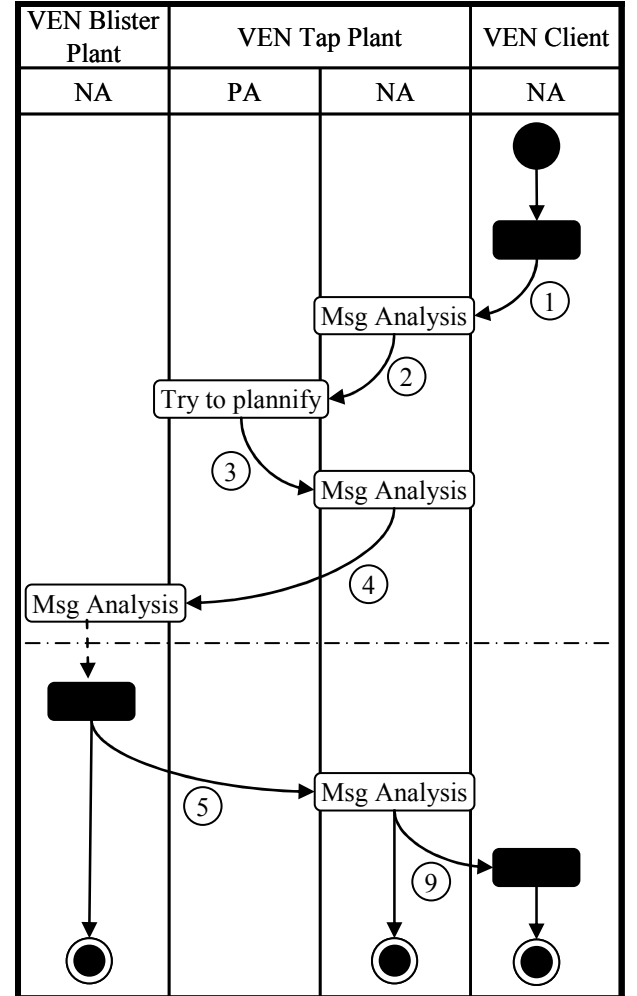 VEN Blister
Plant
VEN Tap Plant
VEN Client
NA
PA
NA
NA
1
Msg Analysis
2
Try to plannify
3
Msg Analysis
4
Msg Analysis
5
Msg Analysis
9